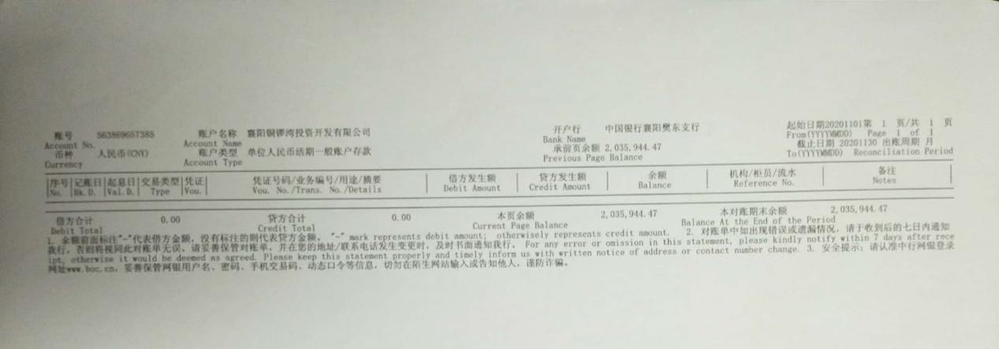 账号 563869657385 账户名称 襄阳铜锣湾投资开发有限公司 开户行 中国银行襄阳樊东支行 起始日期20201101第 1 页/共 1 页
Account No. Account Name Bank Name From(YYYYMMDD) Page 1 of 1
币种 人民币(CNY) 账户类型 单位人民币活期一般账户存款 承前页余额 2,035,944.47 截止日期 20201130 出账周期 月
Currency Account Type Previous Page Balance To(YYYYMMDD) Reconciliation Period
序号 记账日 起息日 交易类型 凭证 凭证号码/业务编号/用途/摘要 借方发生额 贷方发生额 余额 机构/柜员/流水 备注
No. Bk.D. Val.D. Type Vou. Vou. No./Trans. No./Details Debit Amount Credit Amount Balance Reference No. Notes
借方合计 0.00 贷方合计 0.00 本页余额 2,035,944.47 本对账期末余额 2,035,944.47
Debit Total Credit Total Current Page Balance Balance At the End of the Period
1. 余额前面标注"-"代表借方金额，没有标注的则代表贷方金额。 "-" mark represents debit amount; otherwisely represents credit amount. 2. 对账单中如出现错误或遗漏情况，请于收到后的七日内通知
我行。否则将视同此对账单无误。请妥善保管对账单，并在您的地址/联系电话发生变更时，及时书面通知我行。 For any error or omission in this statement, please kindly notify within 7 days after rece
ipt, otherwise it would be deemed as agreed. Please keep this statement properly and timely inform us with written notice of address or contact number change. 3. 安全提示：请认准中行网银登录
网址www.boc.cn，妥善保管网银用户名、密码、手机交易码、动态口令等信息，切勿在陌生网站输入或告知他人，谨防诈骗。